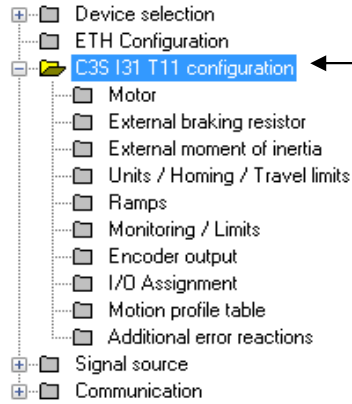 Device selection
ETH Configuration
C3S I31 T11 configuration
Motor
External braking resistor
External moment of inertia
Units / Homing / Travel limits
Ramps
Monitoring / Limits
Encoder output
I/O Assignment
Motion profile table
Additional error reactions
Signal source
Communication